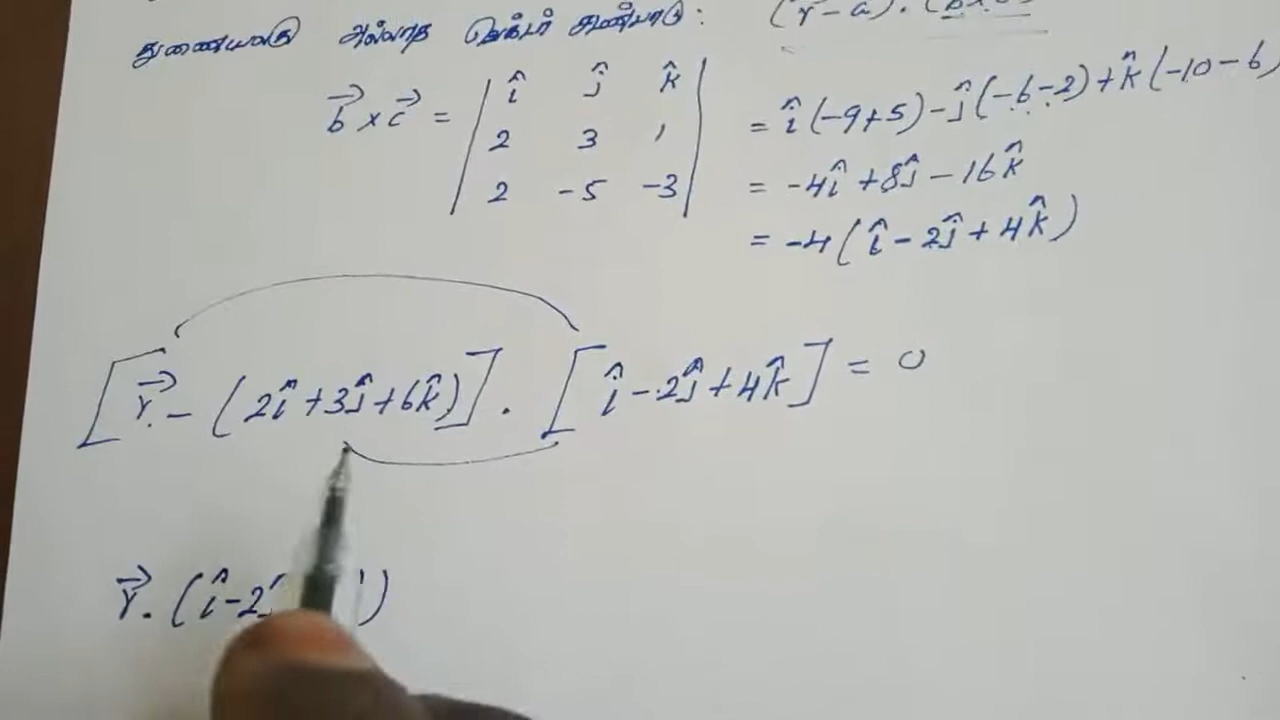 துணையலகு அல்லாத வெக்டர் சமன்பாடு : (r⃗ - a⃗) . (b⃗ × c⃗)
b⃗ × c⃗ = | î ĵ k̂ | = î(-9+5) - ĵ(-6-2) + k̂(-10-6
2 3 1 = -4î + 8ĵ - 16k̂
2 -5 -3 = -4(î - 2ĵ + 4k̂)
[r⃗ - (2î + 3ĵ + 6k̂)] . [î - 2ĵ + 4k̂] = 0
r⃗ . (î - 2ĵ )